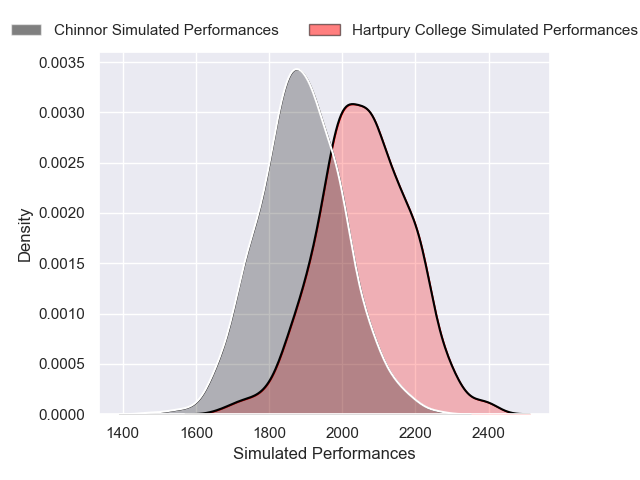 Chinnor Simulated Performances Hartpury College Simulated Performances
0.0035
0.0030
0.0025
0.0020
0.0015
0.0010
0.0005
0.0000
Density
1400 1600 1800 2000 2200 2400
Simulated Performances